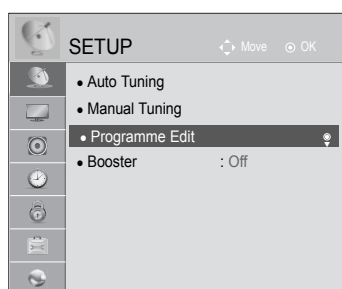 SETUP Move OK
• Auto Tuning
• Manual Tuning
• Programme Edit
• Booster : Off